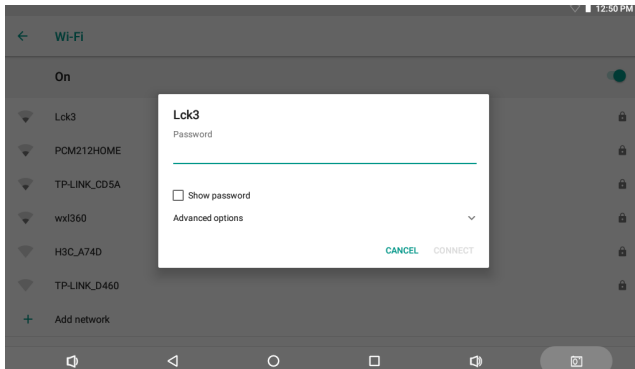 12:50 PM
Wi-Fi
On
Lck3
PCM212HOME
TP-LINK_CD5A
wxl360
H3C_A74D
TP-LINK_D460
Add network
Lck3
Password
Show password
Advanced options
CANCEL CONNECT